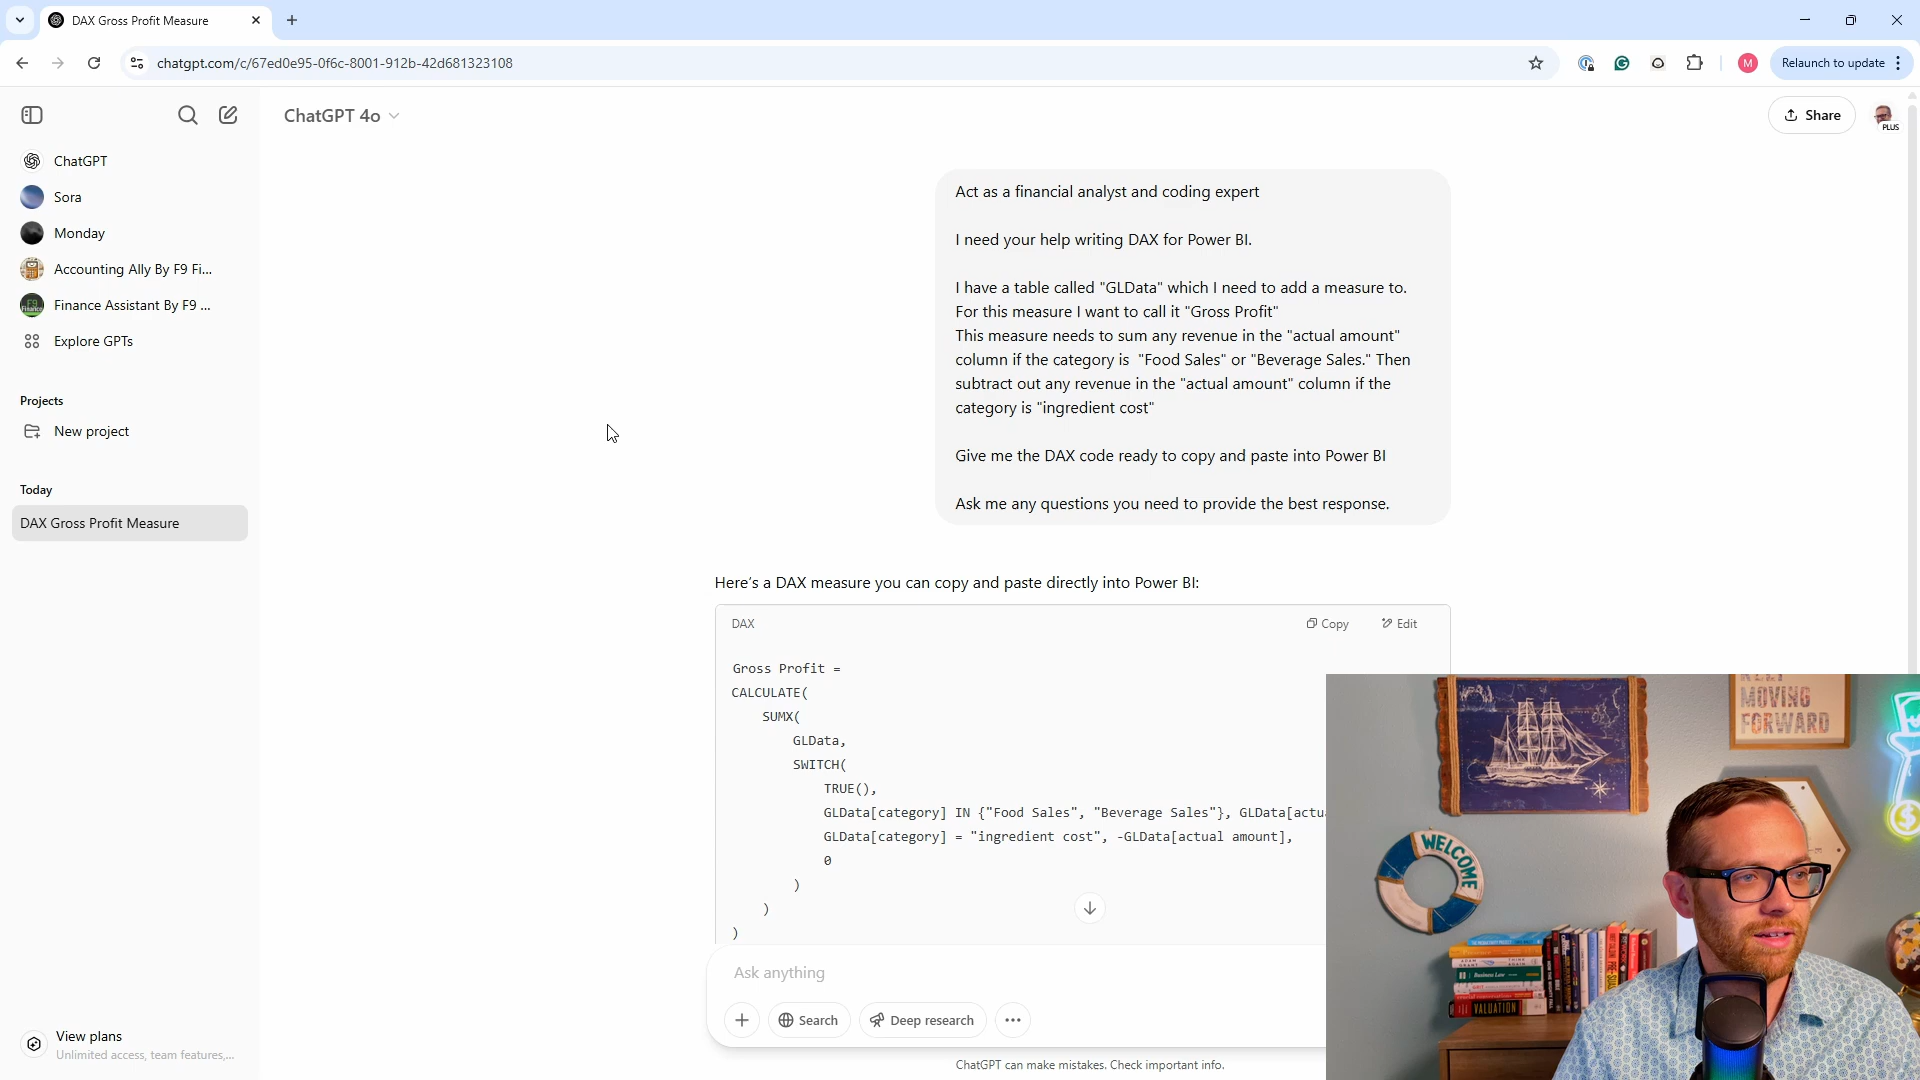 DAX Gross Profit Measure
chatgpt.com/c/67ed0e95-0f6c-8001-912b-42d681323108
M
Relaunch to update
ChatGPT 4o
Share
PLUS
ChatGPT
Sora
Monday
Accounting Ally By F9 Fi...
Finance Assistant By F9 ...
Explore GPTs
Projects
New project
Today
DAX Gross Profit Measure
View plans
Unlimited access, team features,...
Act as a financial analyst and coding expert
I need your help writing DAX for Power BI.
I have a table called "GLData" which I need to add a measure to.
For this measure I want to call it "Gross Profit"
This measure needs to sum any revenue in the "actual amount"
column if the category is "Food Sales" or "Beverage Sales." Then
subtract out any revenue in the "actual amount" column if the
category is "ingredient cost"
Give me the DAX code ready to copy and paste into Power BI
Ask me any questions you need to provide the best response.
Here's a DAX measure you can copy and paste directly into Power BI:
DAX
Copy
Edit
Gross Profit =
CALCULATE(
SUMX(
GLData,
SWITCH(
TRUE(),
GLData[category] IN {"Food Sales", "Beverage Sales"}, GLData[actu
GLData[category] = "ingredient cost", -GLData[actual amount],
0
)
)
)
Ask anything
Search
Deep research
ChatGPT can make mistakes. Check important info.
MOVING
FORWARD
WELCOME
Business Law
VALUATION